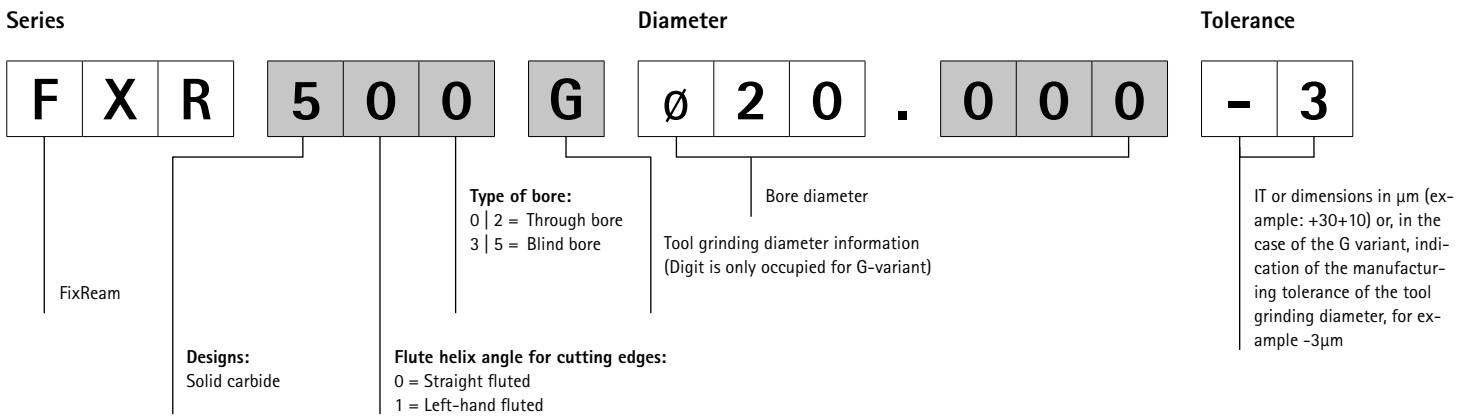 Series
Diameter
Tolerance
F X R 5 0 0 G ø 2 0 . 0 0 0 - 3
Type of bore:
0 | 2 = Through bore
3 | 5 = Blind bore
Bore diameter
Tool grinding diameter information
(Digit is only occupied for G-variant)
IT or dimensions in µm (ex-
ample: +30+10) or, in the
case of the G variant, indi-
cation of the manufactur-
ing tolerance of the tool
grinding diameter, for ex-
ample -3µm
FixReam
Designs:
Solid carbide
Flute helix angle for cutting edges:
0 = Straight fluted
1 = Left-hand fluted